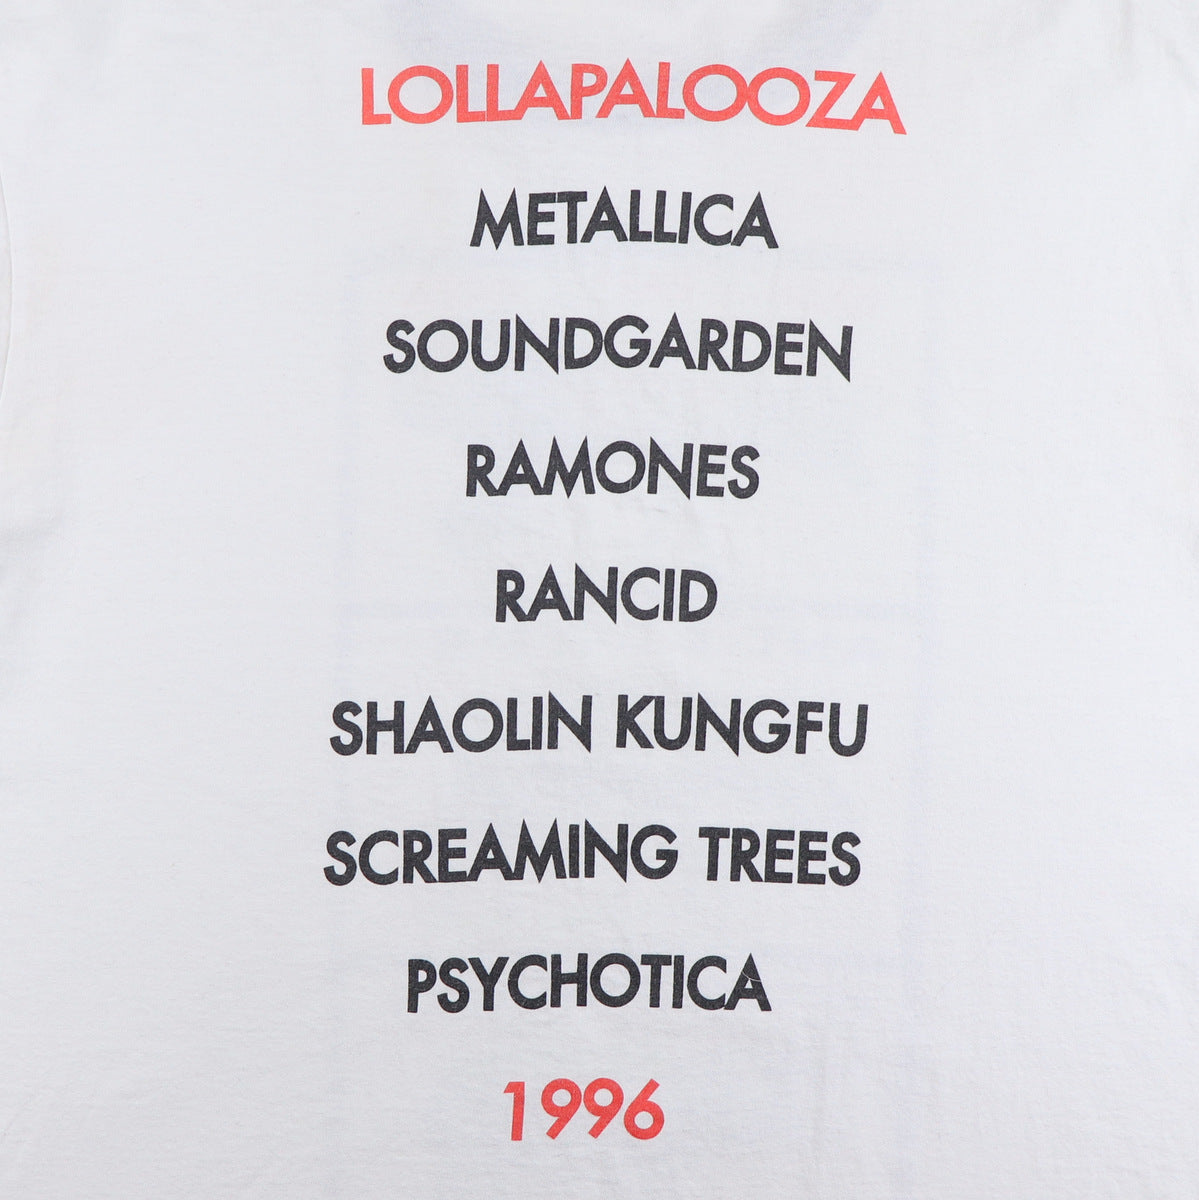 LOLLAPALOOZA
METALLICA
SOUNDGARDEN
RAMONES
RANCID
SHAOLIN KUNGFU
SCREAMING TREES
PSYCHOTICA
1996